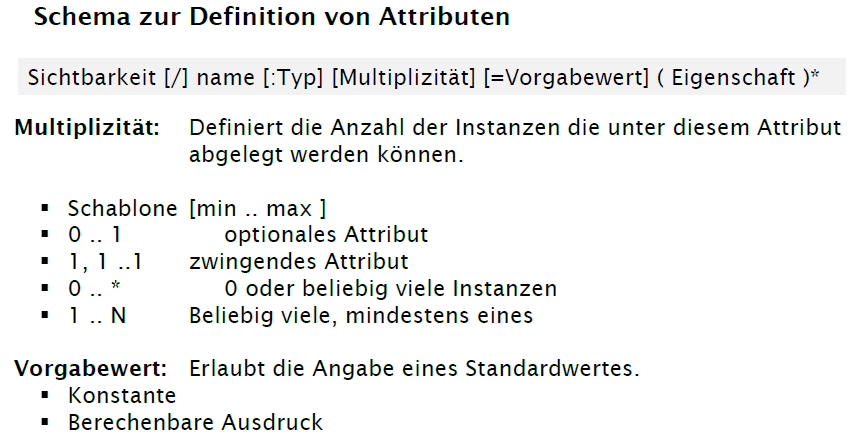 Schema zur Definition von Attributen
Sichtbarkeit [/] name [:Typ] [Multiplizität] [=Vorgabewert] ( Eigenschaft )*
Multiplizität: Definiert die Anzahl der Instanzen die unter diesem Attribut
abgelegt werden können.
▪ Schablone [min .. max ]
▪ 0 .. 1 optionales Attribut
▪ 1, 1 ..1 zwingendes Attribut
▪ 0 .. * 0 oder beliebig viele Instanzen
▪ 1 .. N Beliebig viele, mindestens eines
Vorgabewert: Erlaubt die Angabe eines Standardwertes.
▪ Konstante
▪ Berechenbare Ausdruck